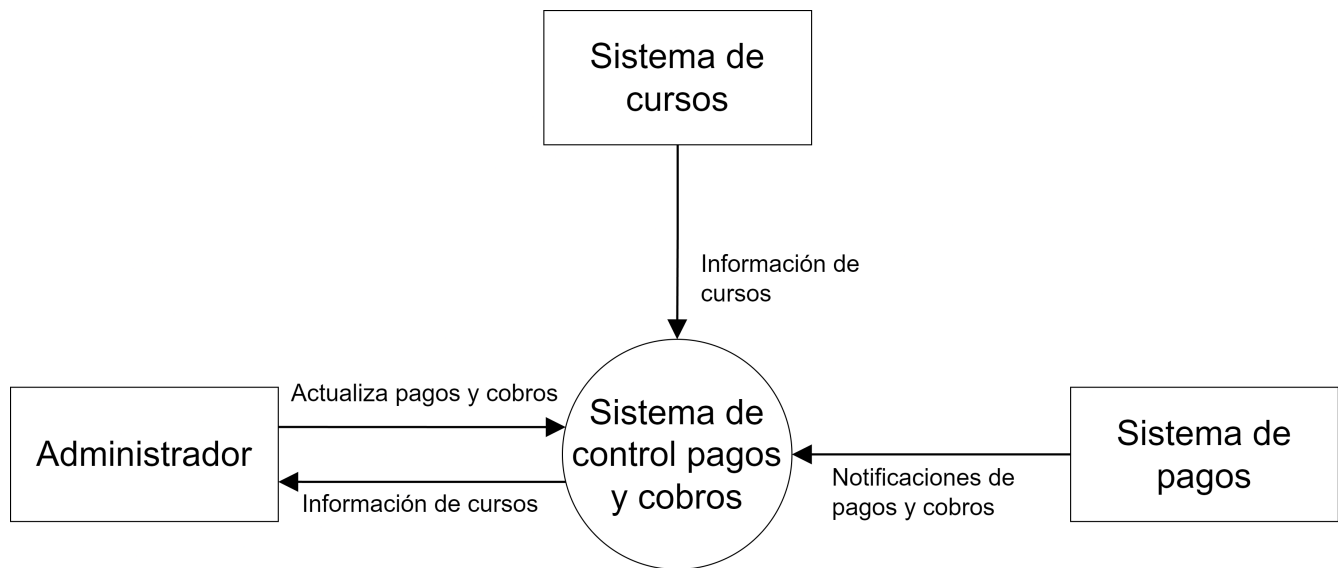 Sistema de
cursos
Información de
cursos
Actualiza pagos y cobros
Administrador
Información de cursos
Sistema de
control pagos
y cobros
Notificaciones de
pagos y cobros
Sistema de
pagos